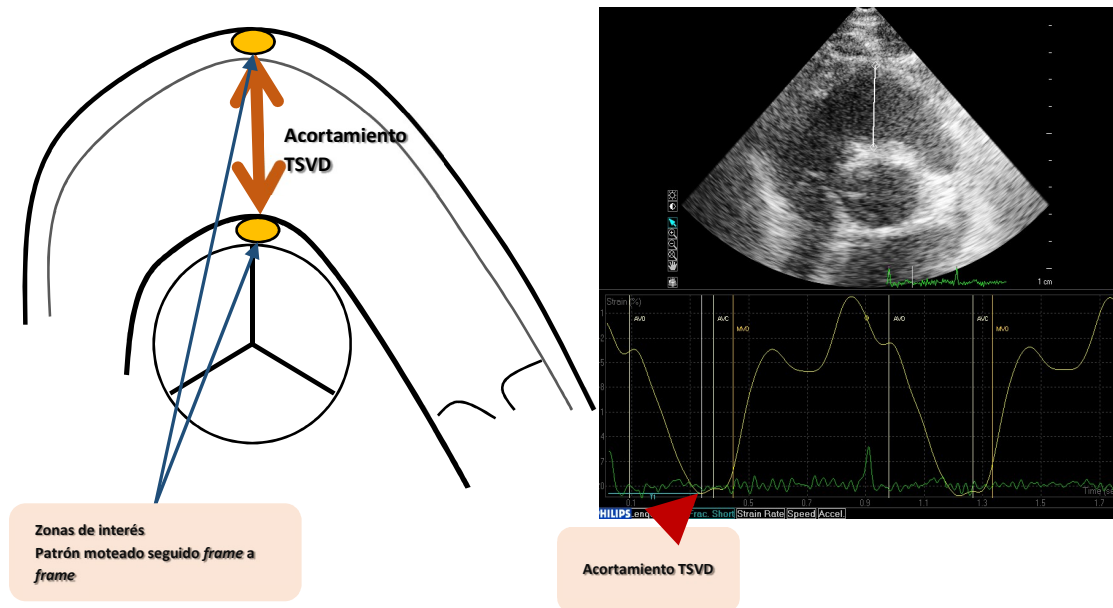 Acortamiento
TSVD
Zonas de interés
Patrón moteado seguido frame a
frame
1 cm
Strain (%)
AVO
AVC
MVO
AVO
AVC
MVO
0.1
0.5
0.7
0.9
1.1
1.3
1.5
1.7
PHILIPS
Frac. Short
Strain Rate
Speed
Accel.
Acortamiento TSVD